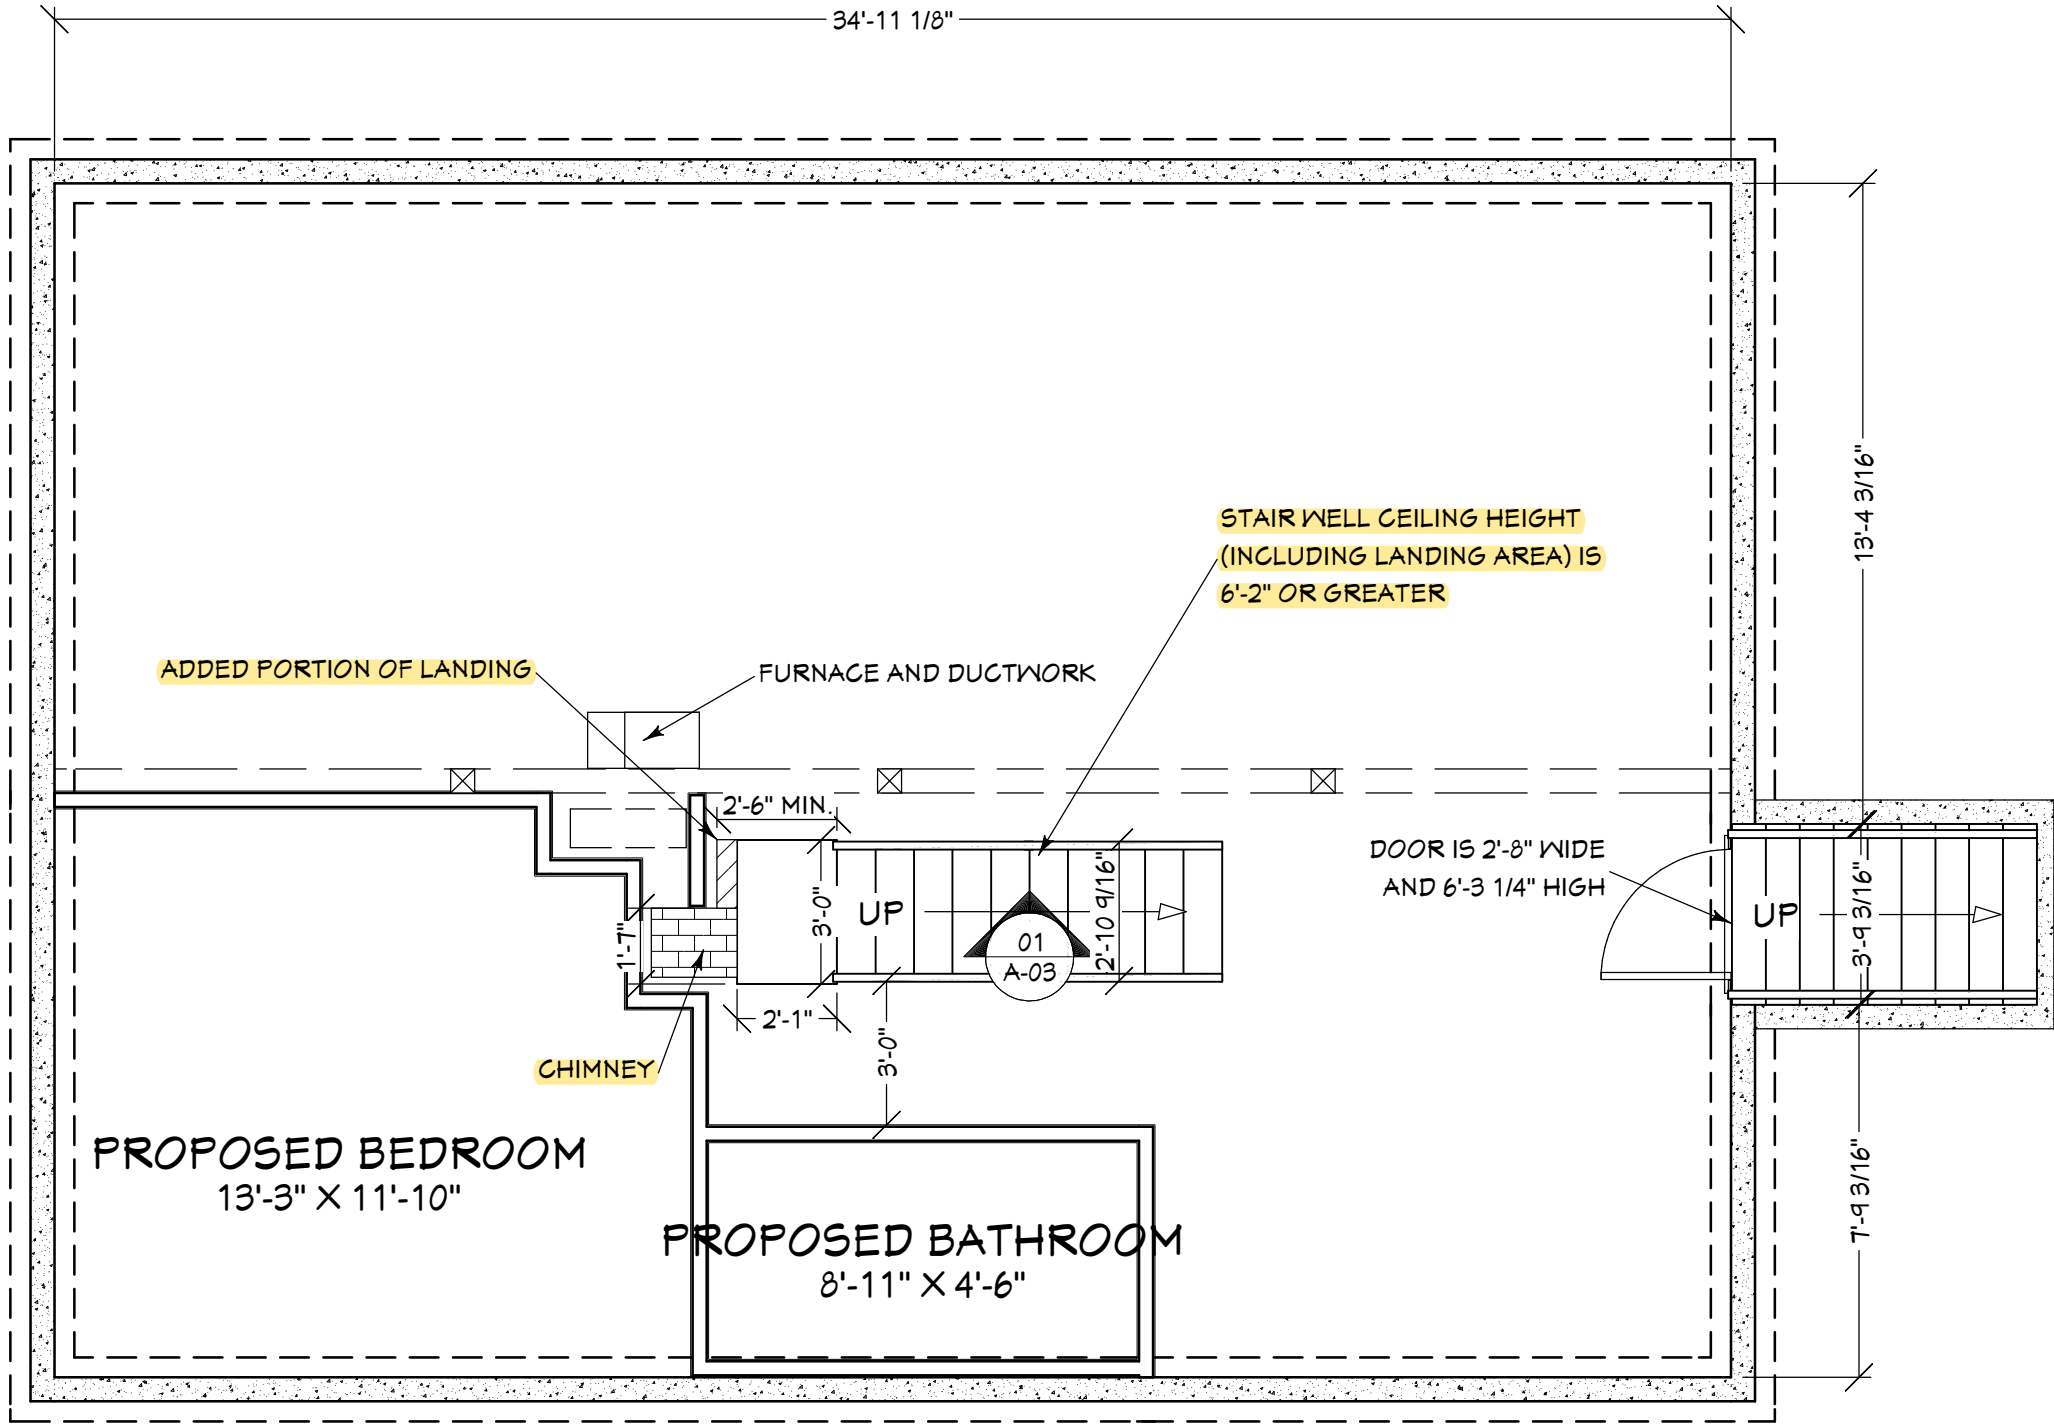 34'-11 1/8"
13'-4 3/16"
STAIR WELL CEILING HEIGHT
(INCLUDING LANDING AREA) IS
6'-2" OR GREATER
ADDED PORTION OF LANDING
FURNACE AND DUCTWORK
2'-6" MIN.
DOOR IS 2'-8" WIDE
AND 6'-3 1/4" HIGH
3'-0"
UP
2'-10 9/16"
01
A-03
UP
3'-9 3/16"
1'-7"
2'-1"
3'-0"
CHIMNEY
PROPOSED BEDROOM
13'-3" X 11'-10"
7'-9 3/16"
PROPOSED BATHROOM
8'-11" X 4'-6"